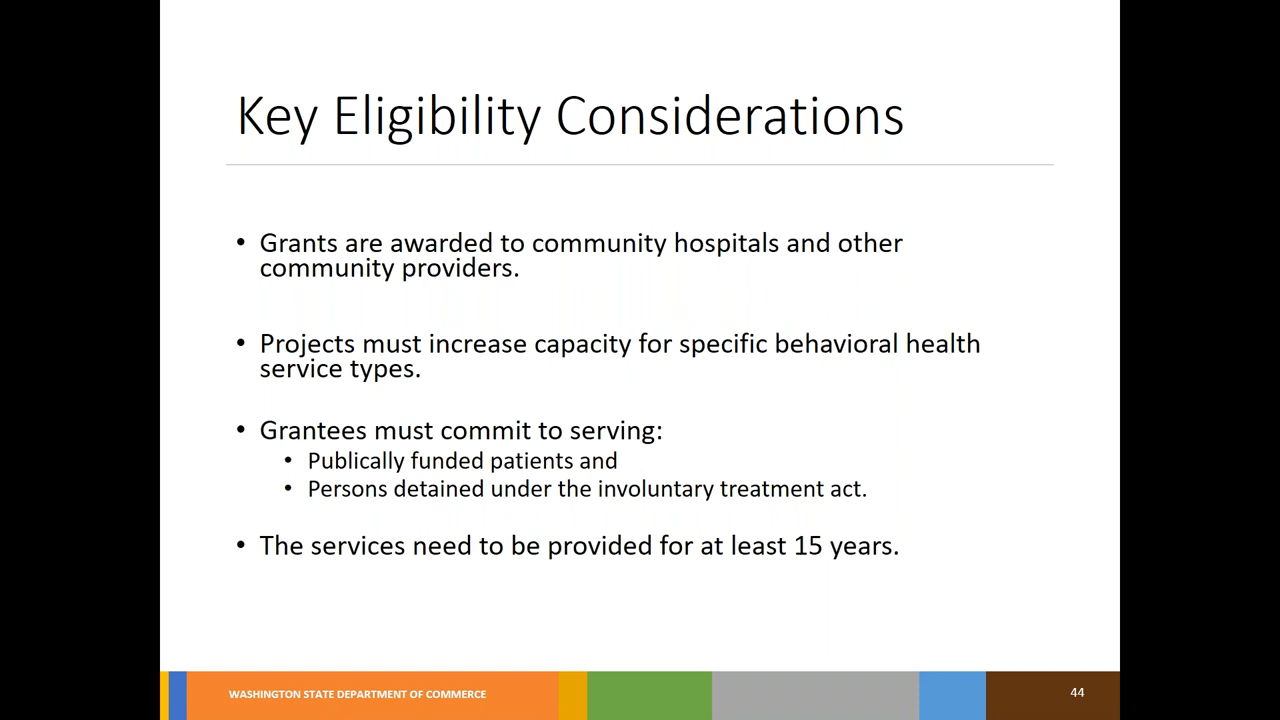 Key Eligibility Considerations
• Grants are awarded to community hospitals and other
community providers.
• Projects must increase capacity for specific behavioral health
service types.
• Grantees must commit to serving:
• Publically funded patients and
• Persons detained under the involuntary treatment act.
• The services need to be provided for at least 15 years.
WASHINGTON STATE DEPARTMENT OF COMMERCE
44